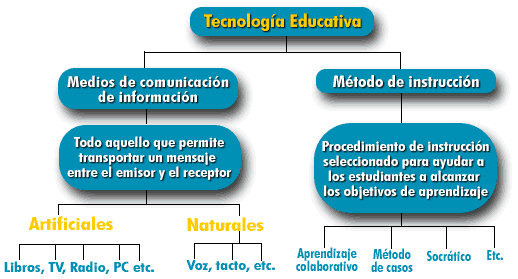 Tecnología Educativa
Medios de comunicación
de información
Método de instrucción
Todo aquello que permite
transportar un mensaje
entre el emisor y el receptor
Procedimiento de instrucción
seleccionado para ayudar a
los estudiantes a alcanzar
los objetivos de aprendizaje
Artificiales
Naturales
Libros, TV, Radio, PC etc.
Voz, tacto, etc.
Aprendizaje
colaborativo
Método
de casos
Socrático
Etc.